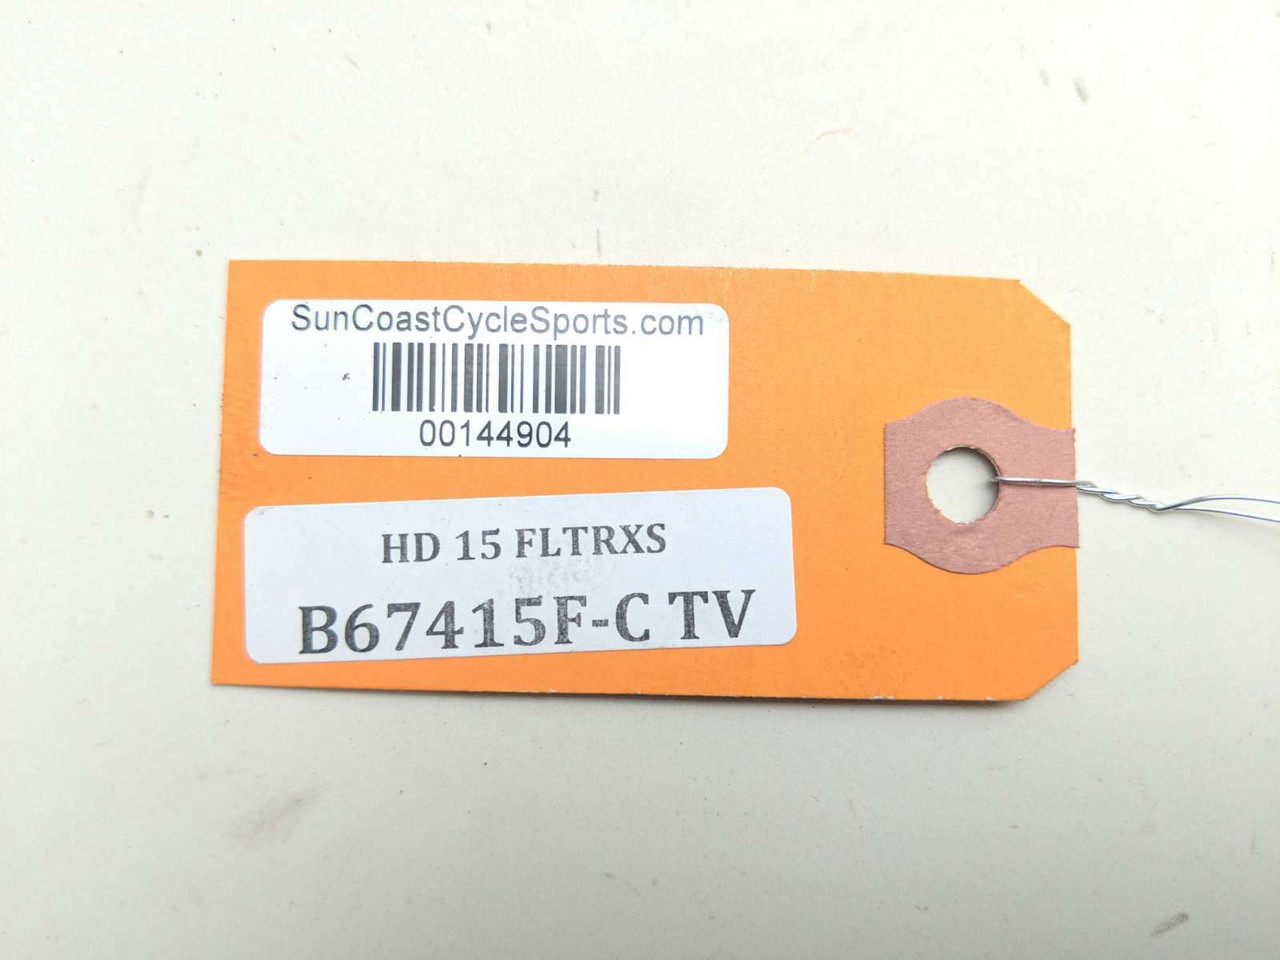 SunCoastCycleSports.com
00144904
HD 15 FLTRXS
B67415F-C TV